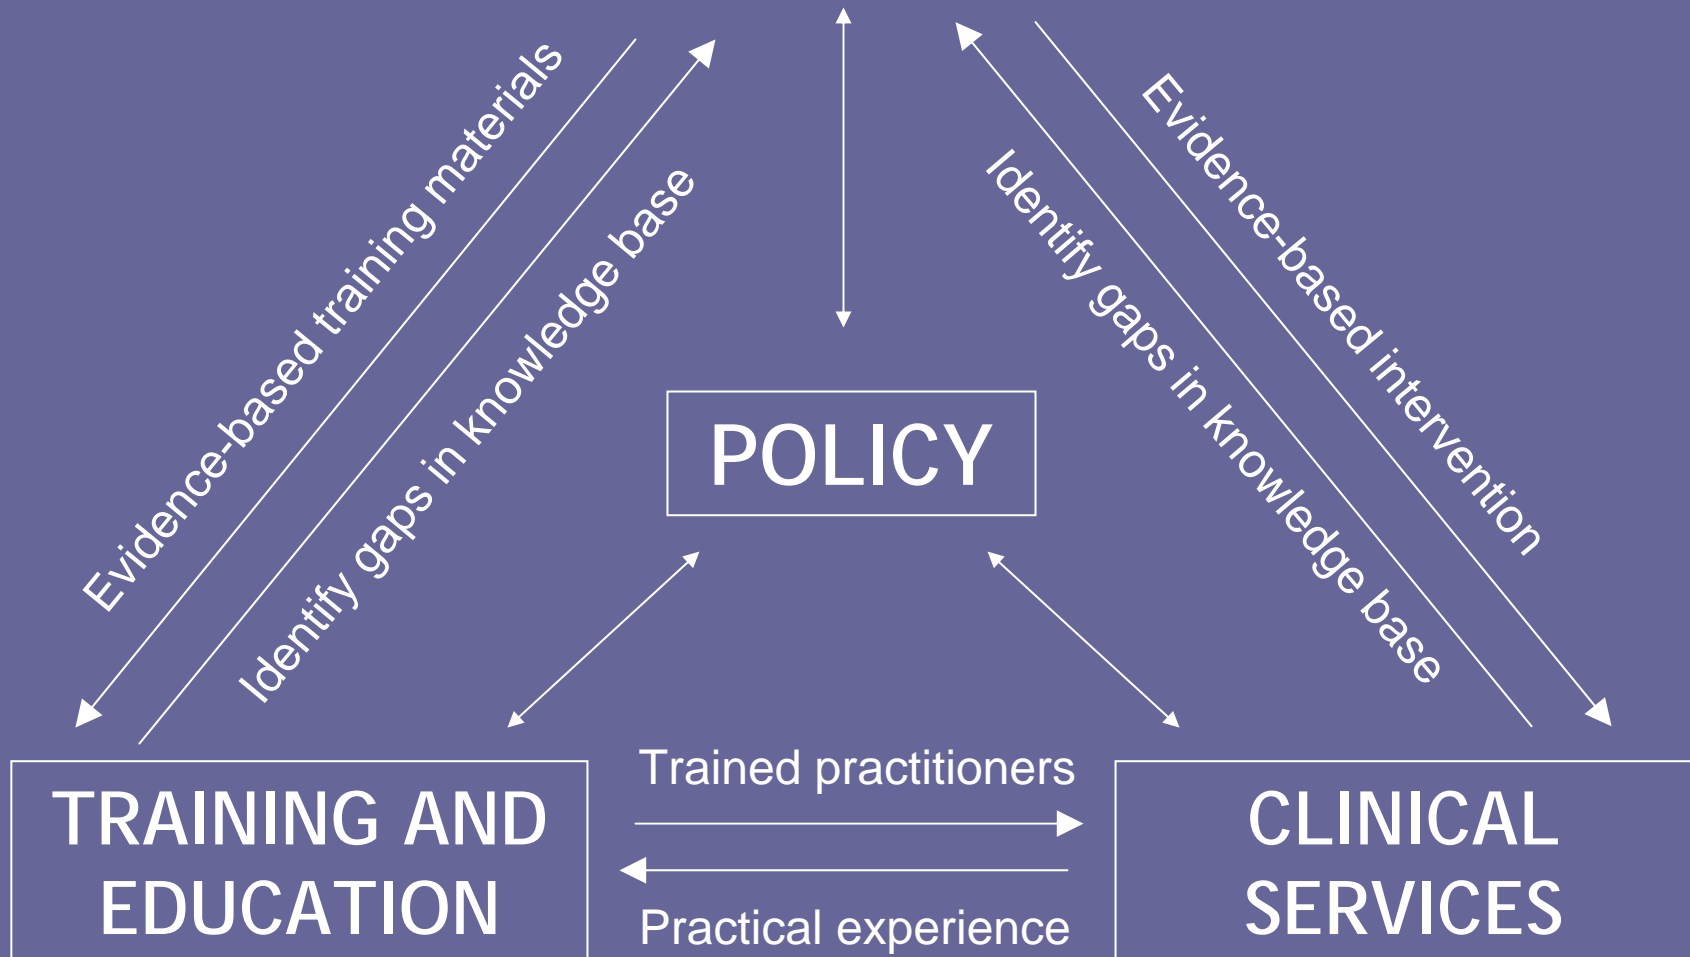 Evidence-based training materials
Identify gaps in knowledge base
Identify gaps in knowledge base
Evidence-based intervention
POLICY
Trained practitioners
TRAINING AND
EDUCATION
Practical experience
CLINICAL
SERVICES